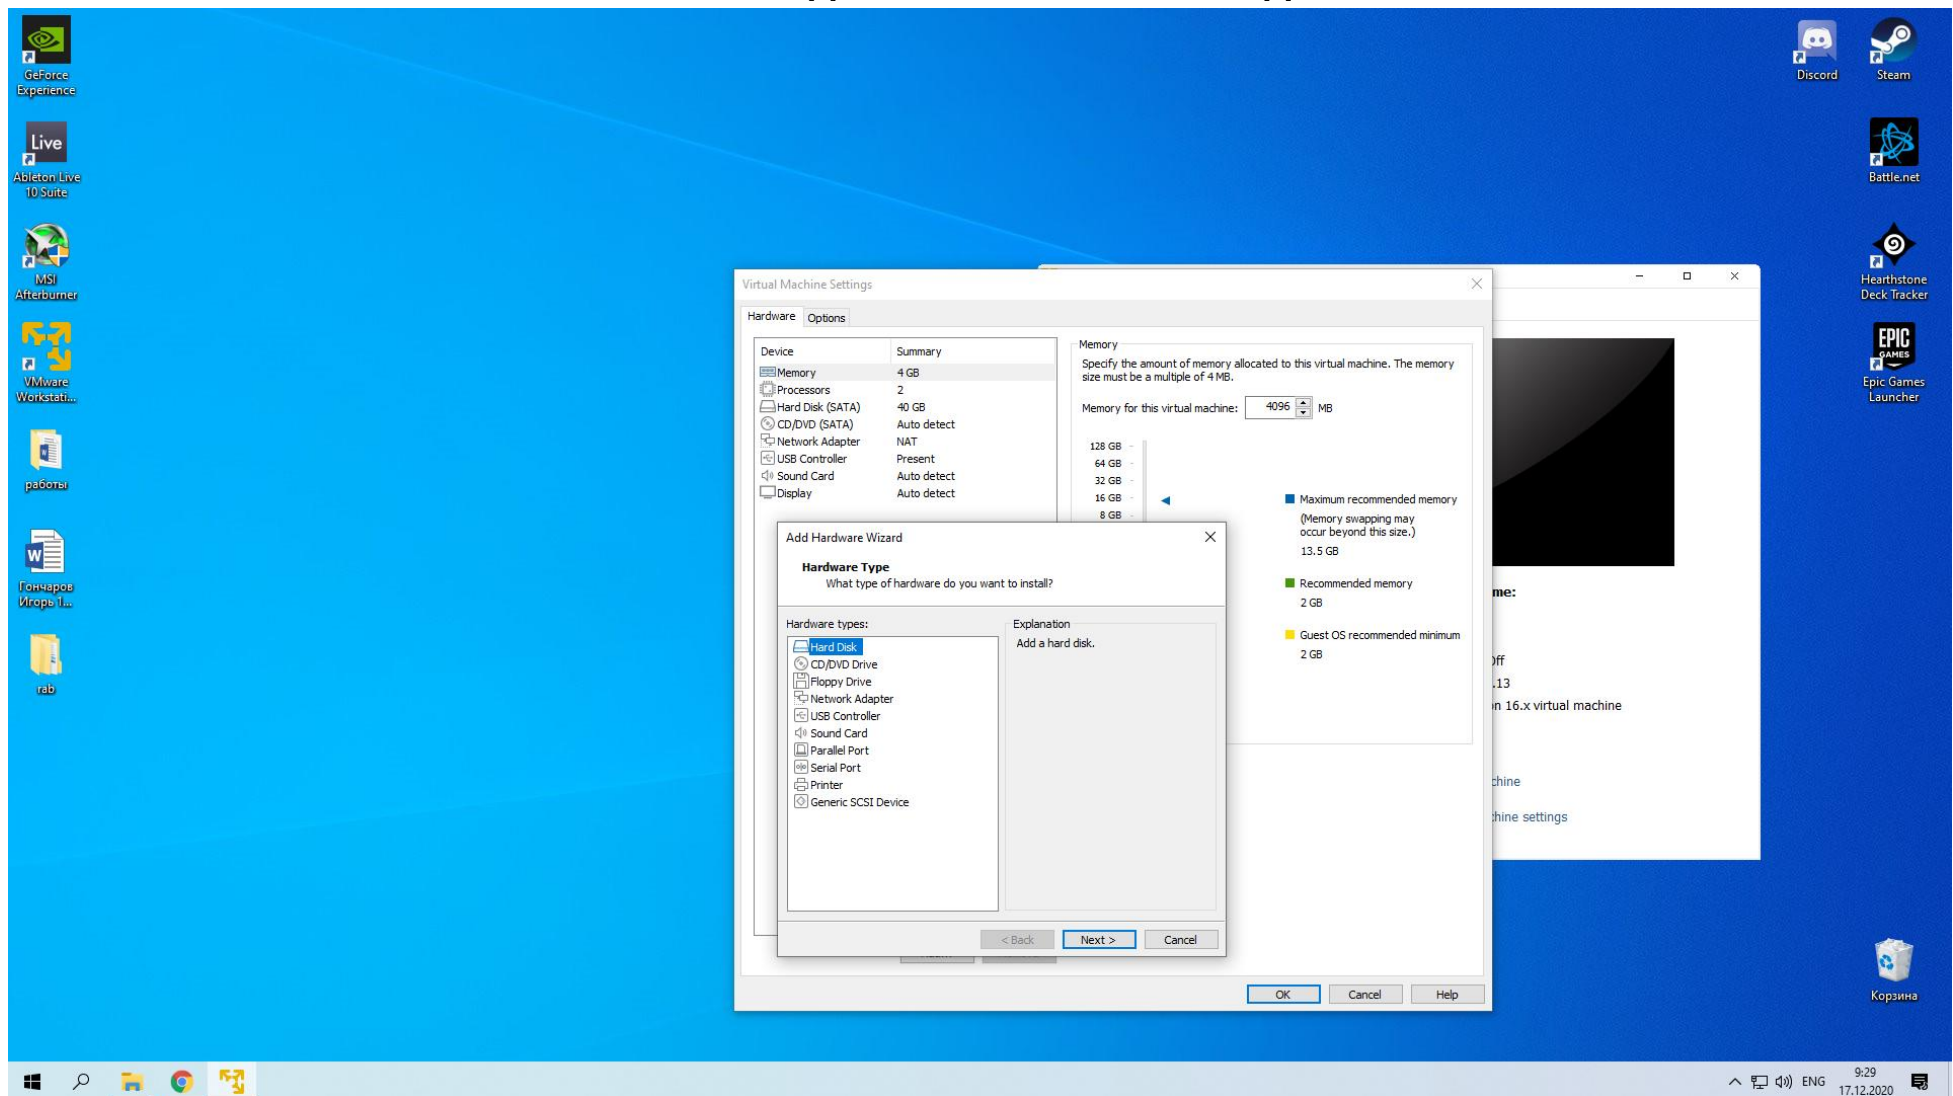 GeForce
Experience
Live
Ableton Live
10 Suite
MSI
Afterburner
VMware
Workstati...
работы
Гончаров
Игорь 1...
rab
Discord
Steam
Battle.net
Hearthstone
Deck Tracker
EPIC
GAMES
Epic Games
Launcher
Корзина
Virtual Machine Settings
Hardware
Options
Device Summary
Memory 4 GB
Processors 2
Hard Disk (SATA) 40 GB
CD/DVD (SATA) Auto detect
Network Adapter NAT
USB Controller Present
Sound Card Auto detect
Display Auto detect
Memory
Specify the amount of memory allocated to this virtual machine. The memory
size must be a multiple of 4 MB.
Memory for this virtual machine: 4096 MB
128 GB
64 GB
32 GB
16 GB
8 GB
Maximum recommended memory
(Memory swapping may
occur beyond this size.)
13.5 GB
Recommended memory
2 GB
Guest OS recommended minimum
2 GB
Add Hardware Wizard
Hardware Type
What type of hardware do you want to install?
Hardware types:
Hard Disk
CD/DVD Drive
Floppy Drive
Network Adapter
USB Controller
Sound Card
Parallel Port
Serial Port
Printer
Generic SCSI Device
Explanation
Add a hard disk.
< Back
Next >
Cancel
OK
Cancel
Help
me:
.13
16.x virtual machine
chine
hine settings
W
ENG
9:29
17.12.2020